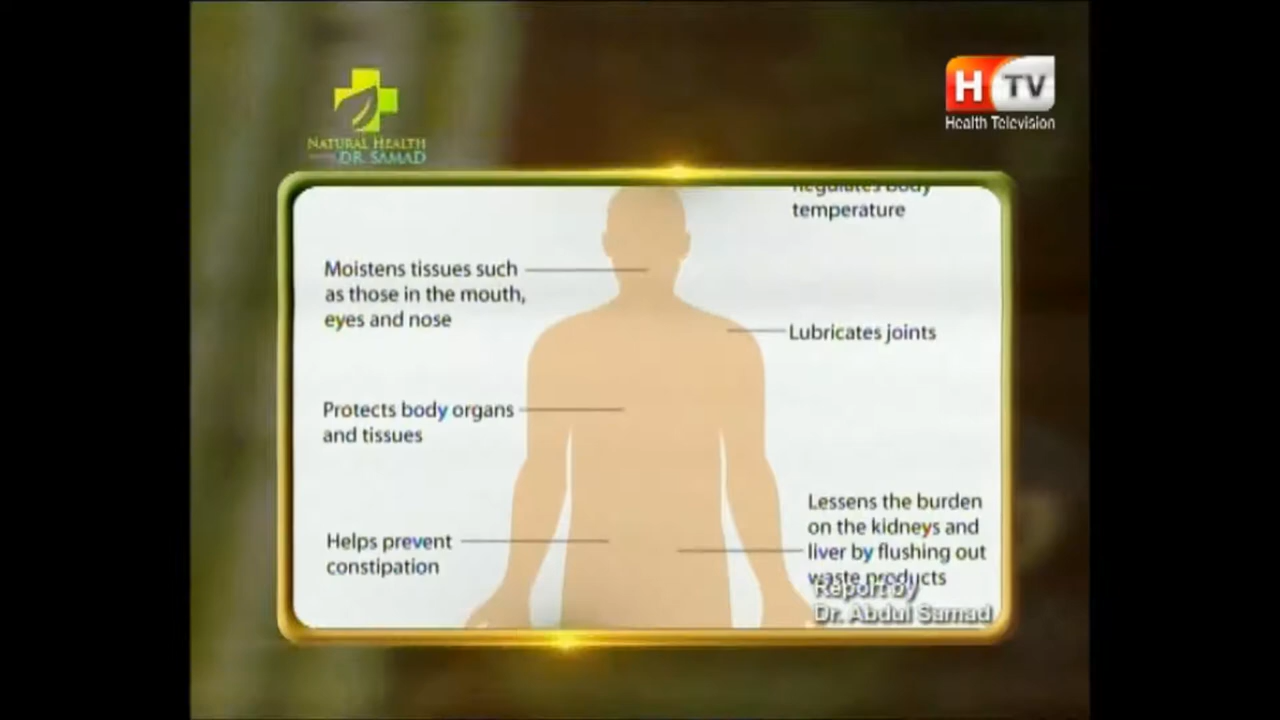 H TV
Health Television
NATURAL HEALTH
DR. SAMAD
Regulates body
temperature
Moistens tissues such
as those in the mouth,
eyes and nose
Lubricates joints
Protects body organs
and tissues
Helps prevent
constipation
Lessens the burden
on the kidneys and
liver by flushing out
waste products
Report by
Dr. Abdul Samad